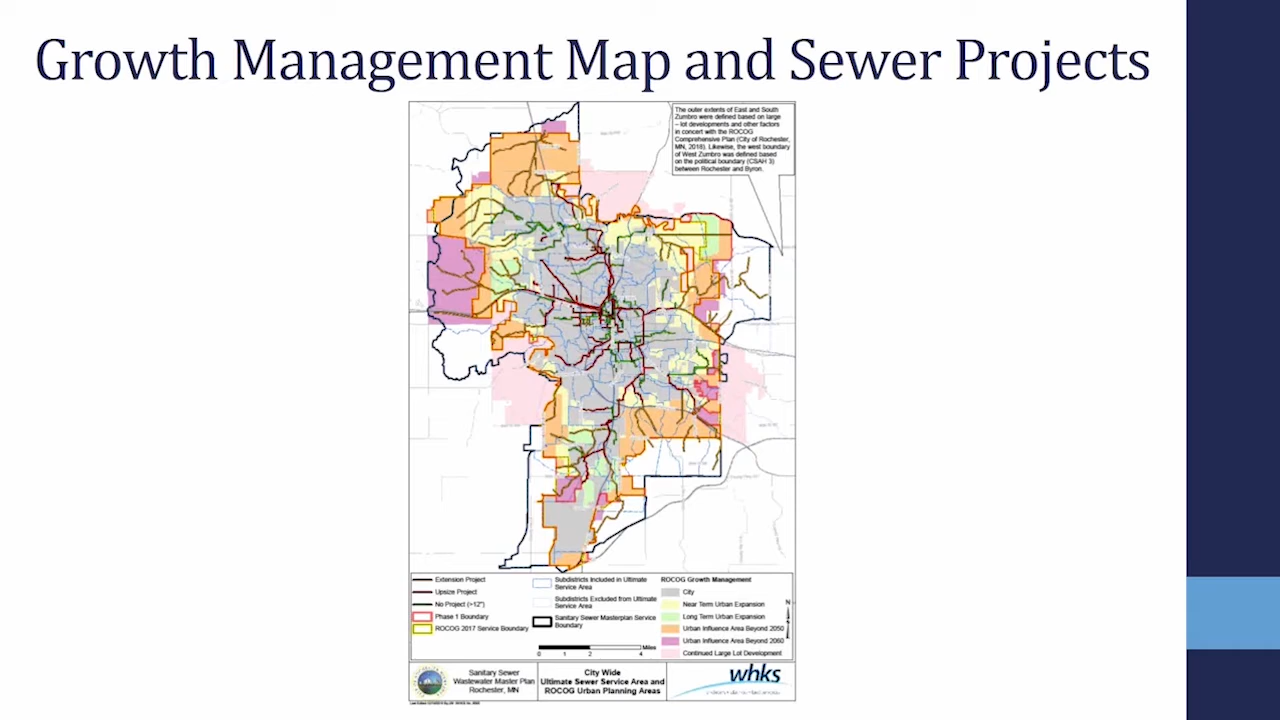 Growth Management Map and Sewer Projects
The outer extents of East and South
Zumbro were defined based on large
– lot developments and other factors
in concert with the ROCOG
Comprehensive Plan (City of Rochester,
MN, 2018). Likewise, the west boundary
of West Zumbro was defined based
on the political boundary (CSAH 3)
between Rochester and Byron.
Extension Project
Upsize Project
No Project (>12")
Phase 1 Boundary
ROCOG 2017 Service Boundary
Subdistricts Included in Ultimate
Service Area
Subdistricts Excluded from Ultimate
Service Area
Sanitary Sewer Masterplan Service
Boundary
0 1 2 4 Miles
ROCOG Growth Management
City
Near Term Urban Expansion
Long Term Urban Expansion
Urban Influence Area Beyond 2050
Urban Influence Area Beyond 2060
Continued Large Lot Development
N
Sanitary Sewer
Wastewater Master Plan
Rochester, MN
City Wide
Ultimate Sewer Service Area and
ROCOG Urban Planning Areas
whks